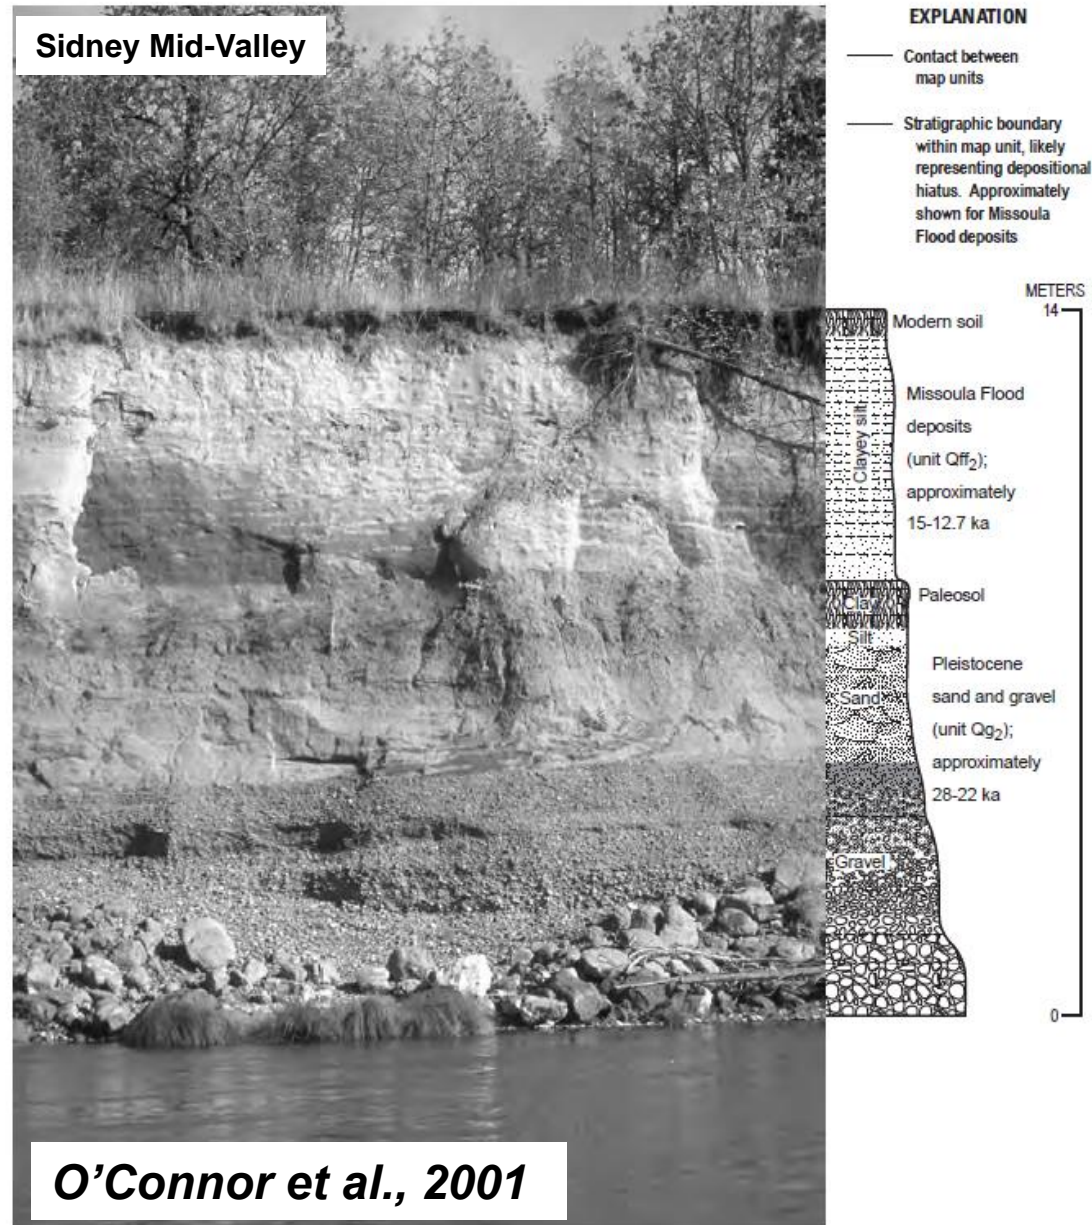 Sidney Mid-Valley
EXPLANATION
Contact between
map units
Stratigraphic boundary
within map unit, likely
representing depositional
hiatus. Approximately
shown for Missoula
Flood deposits
METERS
14
Modern soil
Clayey silt
Missoula Flood
deposits
(unit Qff2);
approximately
15-12.7 ka
Paleosol
Clay
Silt
Sand
Pleistocene
sand and gravel
(unit Qg2);
approximately
28-22 ka
Gravel
0
O'Connor et al., 2001